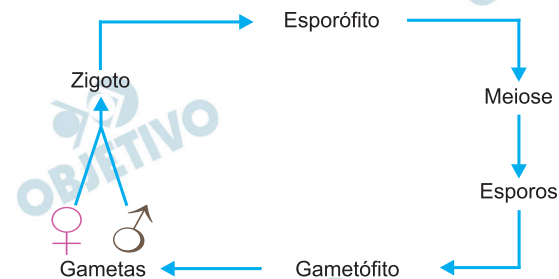 Esporófito
Zigoto
Meiose
OBJETIVO
Esporos
Gametas
Gametófito